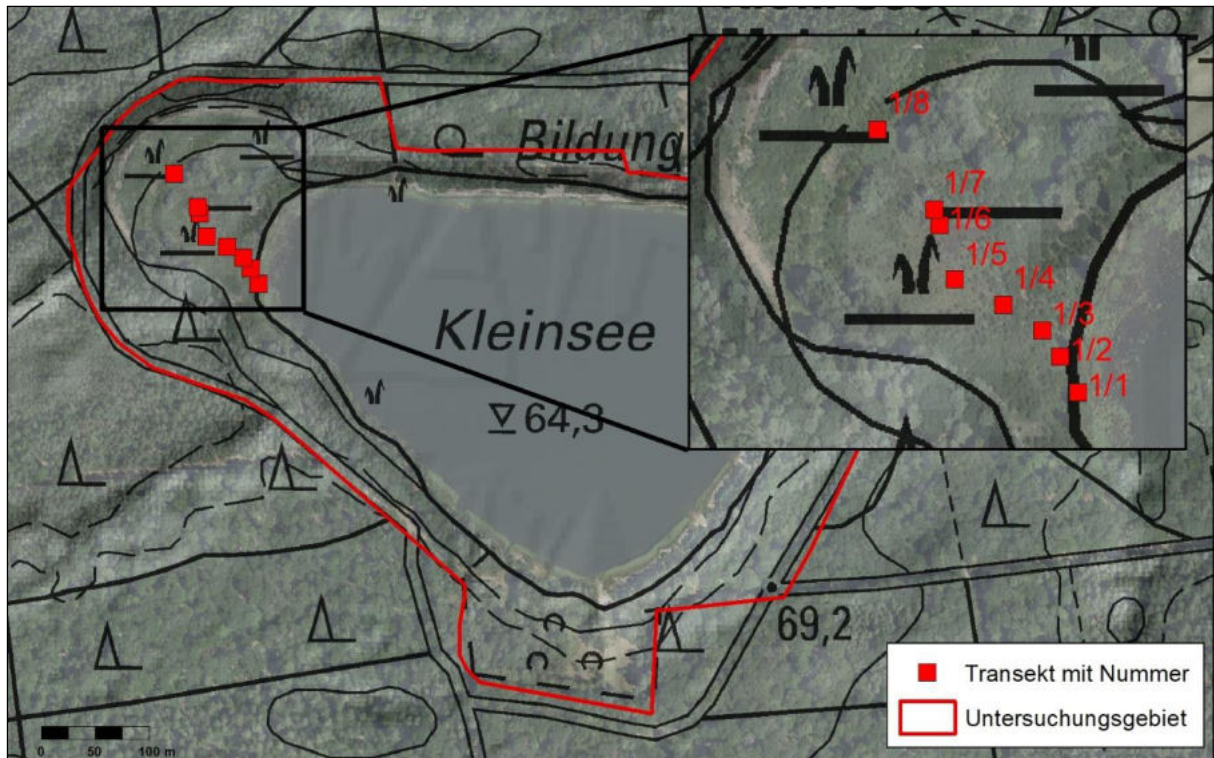 Bildung
Kleinsee
64,3
69,2
1/8
1/7
1/6
1/5
1/4
1/3
1/2
1/1
Transekt mit Nummer
Untersuchungsgebiet
0 50 100 m